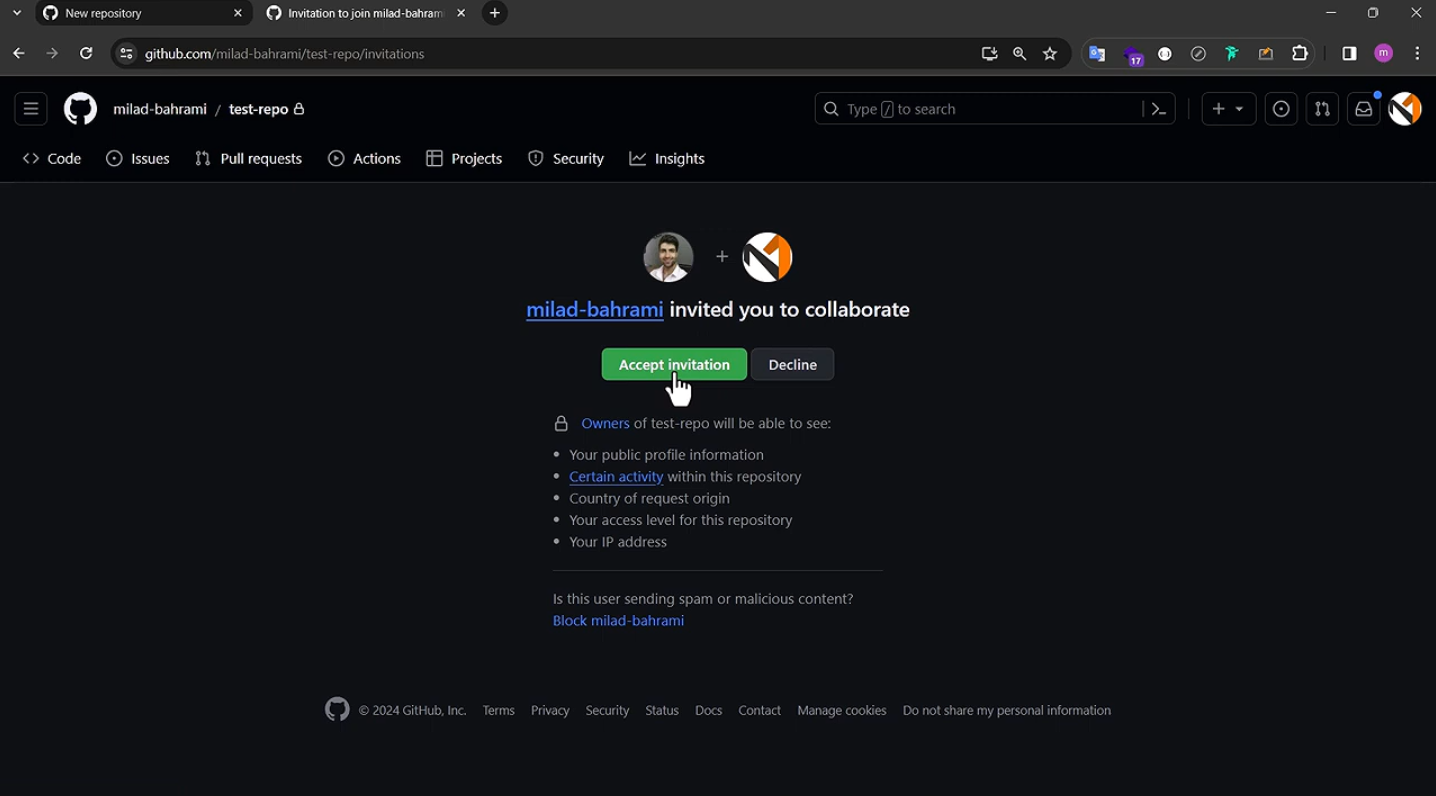 New repository
Invitation to join milad-bahram
github.com/milad-bahrami/test-repo/invitations
17
m
milad-bahrami / test-repo
Type / to search
Code Issues Pull requests Actions Projects Security Insights
milad-bahrami invited you to collaborate
Accept invitation Decline
Owners of test-repo will be able to see:
• Your public profile information
• Certain activity within this repository
• Country of request origin
• Your access level for this repository
• Your IP address
Is this user sending spam or malicious content?
Block milad-bahrami
© 2024 GitHub, Inc. Terms Privacy Security Status Docs Contact Manage cookies Do not share my personal information